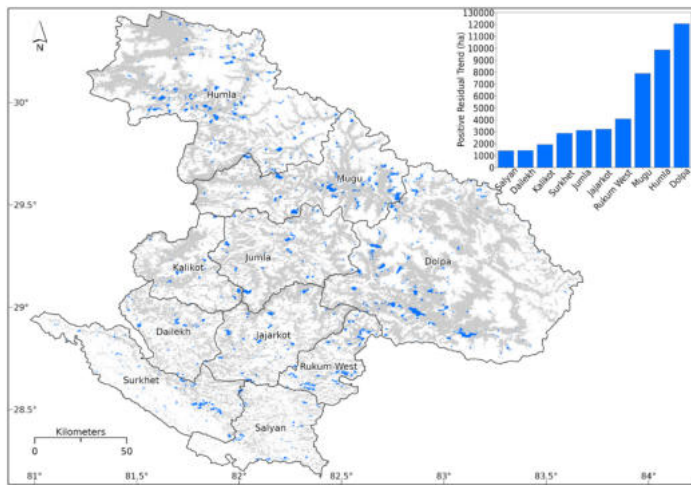 N
30°
29.5°
29°
28.5°
Humla
Mugu
Dolpa
Kalikot
Jumla
Dailekh
Jajarkot
Rukum West
Surkhet
Salyan
Kilometers
0 50
81° 81,5° 82° 82.5° 83° 83,5° 84°
Positive Residual Trend (ha)
130000
12000
11000
10000
9000
8000
7000
6000
5000
4000
3000
2000
1000
0
Salyan
Dailekh
Kalikot
Surkhet
Jumla
Jajarkot
Rukum West
Mugu
Humla
Dolpa